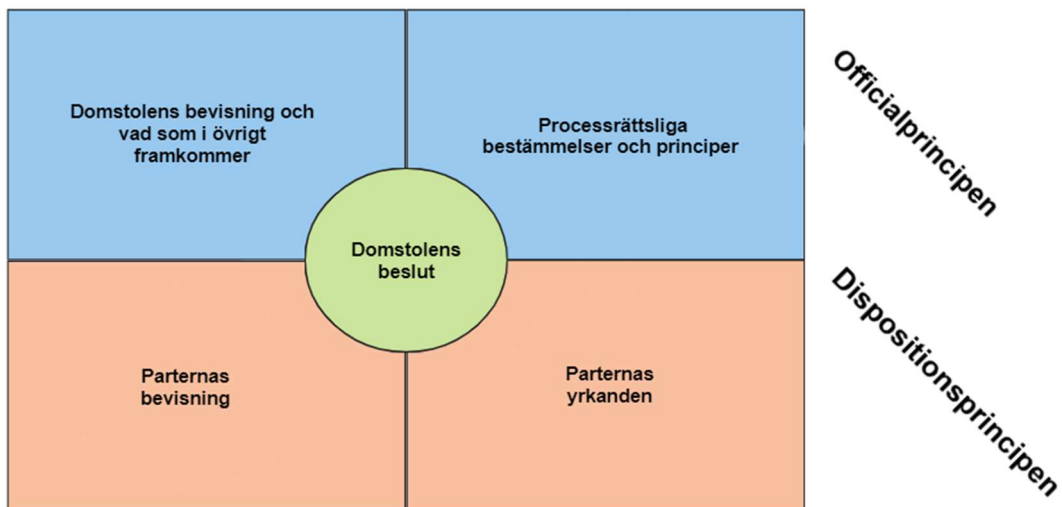 Domstolens bevisning och
vad som i övrigt
framkommer
Processrättsliga
bestämmelser och principer
Officialprincipen
Domstolens
beslut
Parternas
bevisning
Parternas
yrkanden
Dispositionsprincipen